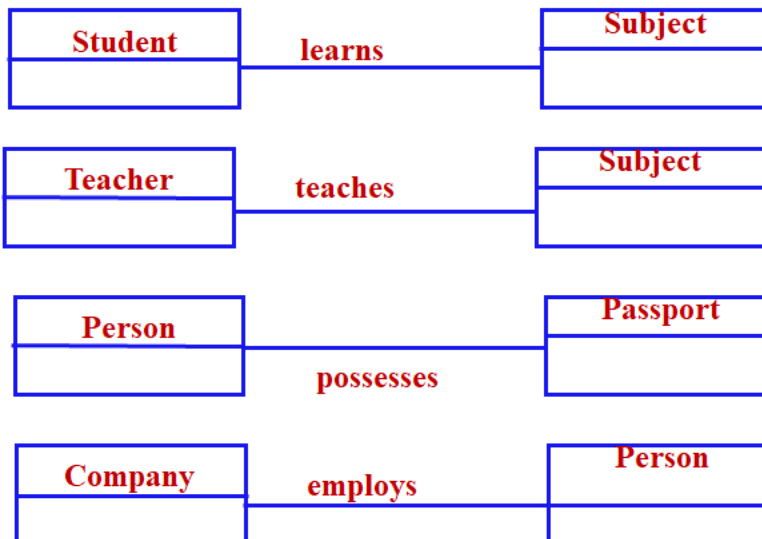 Student learns Subject
Teacher teaches Subject
Person possesses Passport
Company employs Person